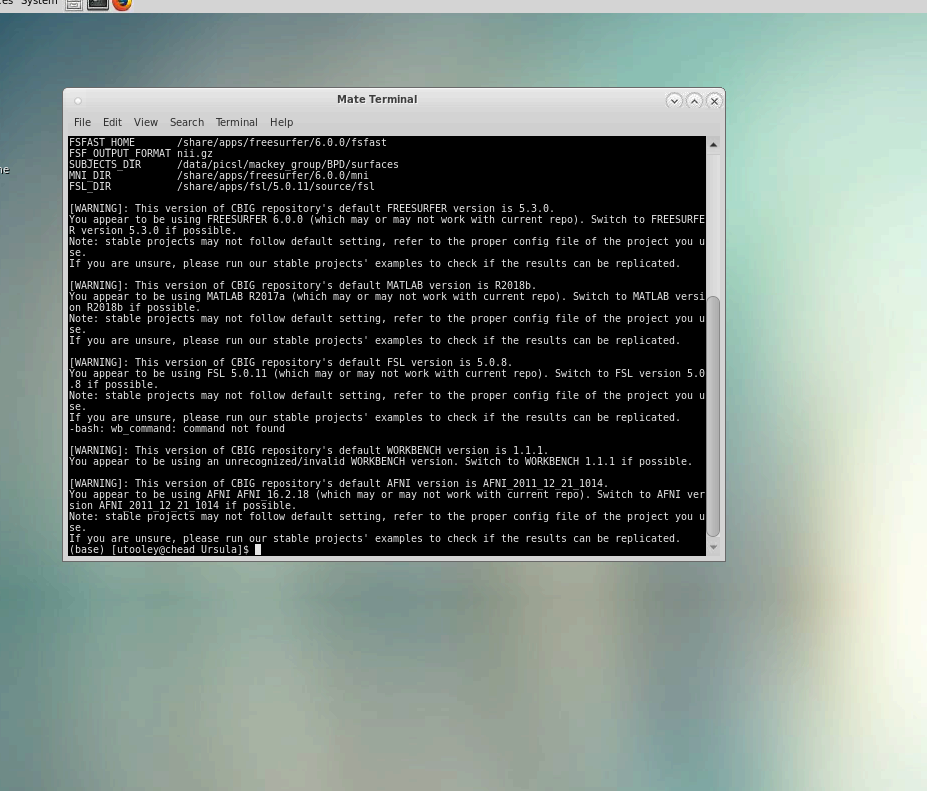 System
Mate Terminal
File Edit View Search Terminal Help
FSFAST_HOME /share/apps/freesurfer/6.0.0/fsfast
FSF_OUTPUT_FORMAT nii.gz
SUBJECTS_DIR /data/picsl/mackey_group/BPD/surfaces
MNI_DIR /share/apps/freesurfer/6.0.0/mni
FSL_DIR /share/apps/fsl/5.0.11/source/fsl
[WARNING]: This version of CBIG repository's default FREESURFER version is 5.3.0.
You appear to be using FREESURFER 6.0.0 (which may or may not work with current repo). Switch to FREESURFE
R version 5.3.0 if possible.
Note: stable projects may not follow default setting, refer to the proper config file of the project you u
se.
If you are unsure, please run our stable projects' examples to check if the results can be replicated.
[WARNING]: This version of CBIG repository's default MATLAB version is R2018b.
You appear to be using MATLAB R2017a (which may or may not work with current repo). Switch to MATLAB versi
on R2018b if possible.
Note: stable projects may not follow default setting, refer to the proper config file of the project you u
se.
If you are unsure, please run our stable projects' examples to check if the results can be replicated.
[WARNING]: This version of CBIG repository's default FSL version is 5.0.8.
You appear to be using FSL 5.0.11 (which may or may not work with current repo). Switch to FSL version 5.0
.8 if possible.
Note: stable projects may not follow default setting, refer to the proper config file of the project you u
se.
If you are unsure, please run our stable projects' examples to check if the results can be replicated.
-bash: wb_command: command not found
[WARNING]: This version of CBIG repository's default WORKBENCH version is 1.1.1.
You appear to be using an unrecognized/invalid WORKBENCH version. Switch to WORKBENCH 1.1.1 if possible.
[WARNING]: This version of CBIG repository's default AFNI version is AFNI_2011_12_21_1014.
You appear to be using AFNI AFNI_16.2.18 (which may or may not work with current repo). Switch to AFNI ver
sion AFNI_2011_12_21_1014 if possible.
Note: stable projects may not follow default setting, refer to the proper config file of the project you u
se.
If you are unsure, please run our stable projects' examples to check if the results can be replicated.
(base) [utooley@chead Ursula]$